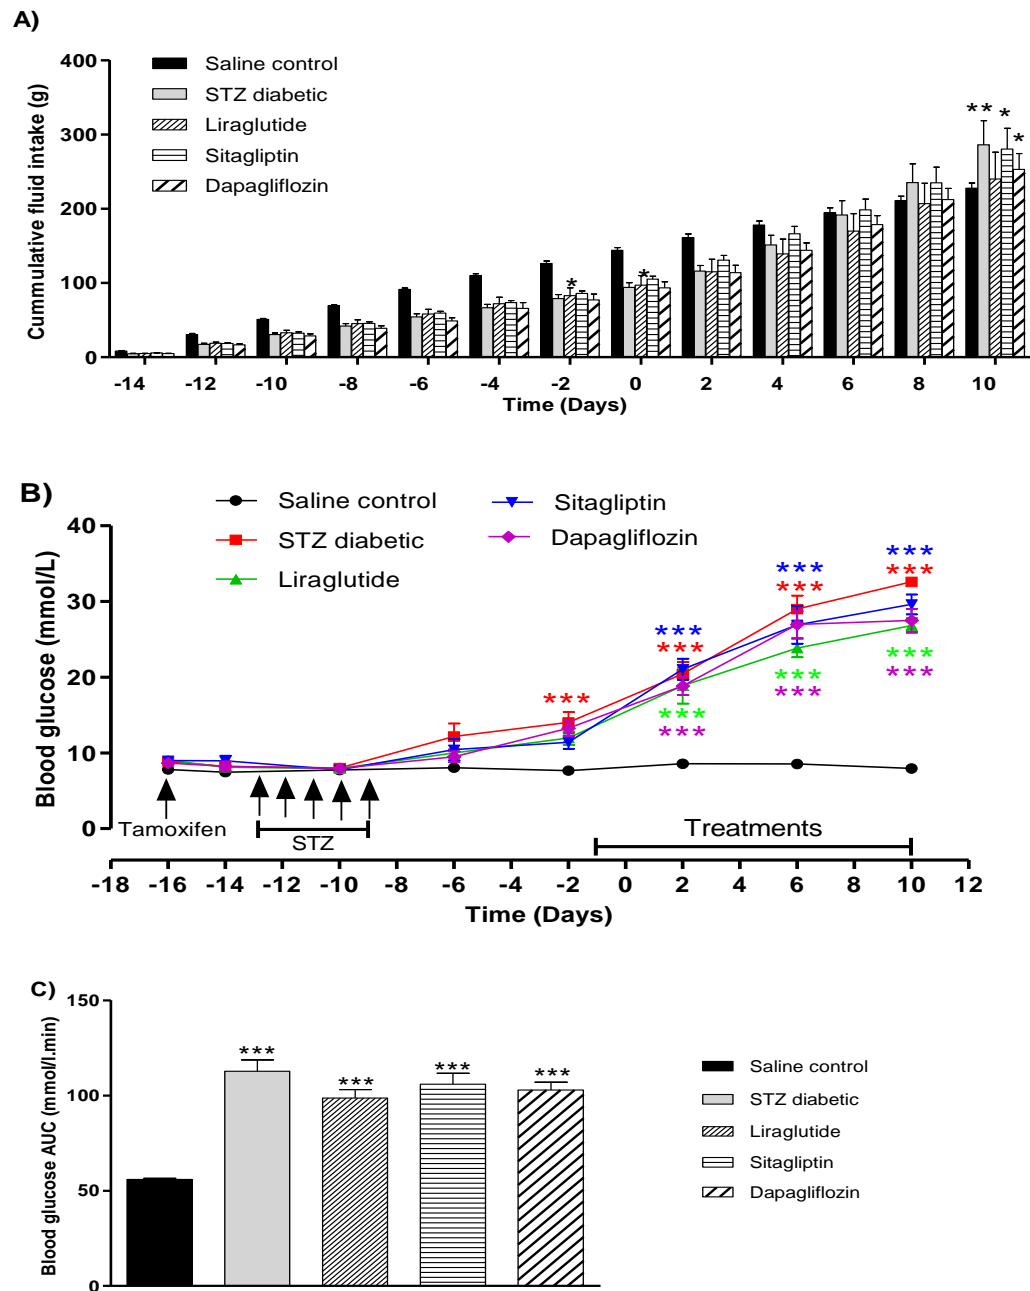 A)
Cummulative fluid intake (g)
400
300
200
100
0
Saline control
STZ diabetic
Liraglutide
Sitagliptin
Dapagliflozin
*
*
**
*
*
-14 -12 -10 -8 -6 -4 -2 0 2 4 6 8 10
Time (Days)
B)
Blood glucose (mmol/L)
40
30
20
10
0
Saline control
STZ diabetic
Liraglutide
Sitagliptin
Dapagliflozin
***
***
***
***
***
***
***
***
***
***
***
***
***
Tamoxifen
STZ
Treatments
-18 -16 -14 -12 -10 -8 -6 -4 -2 0 2 4 6 8 10 12
Time (Days)
C)
Blood glucose AUC (mmol/l.min)
150
100
50
0
***
***
***
***
Saline control
STZ diabetic
Liraglutide
Sitagliptin
Dapagliflozin